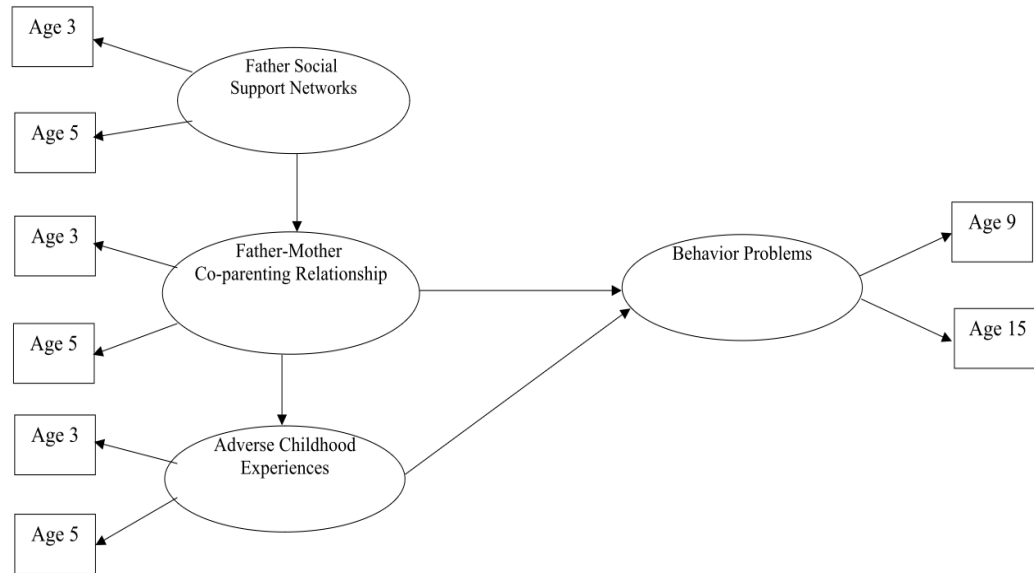 Age 3
Father Social
Support Networks
Age 5
Age 3
Father-Mother
Co-parenting Relationship
Age 5
Behavior Problems
Age 9
Age 15
Age 3
Adverse Childhood
Experiences
Age 5